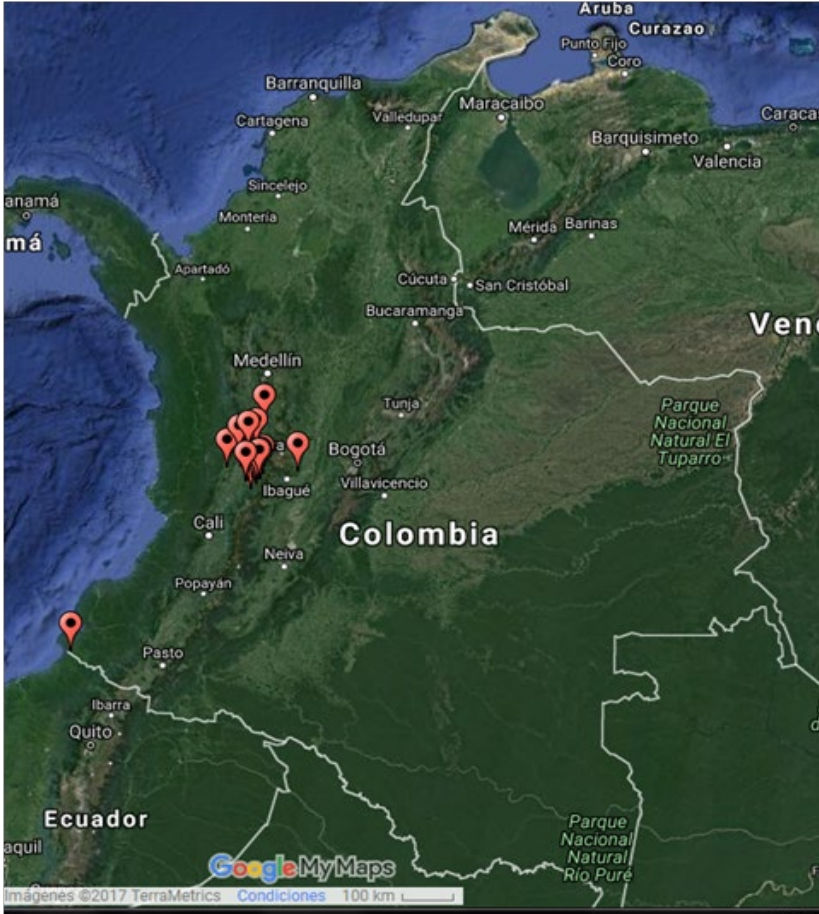 Aruba
Curazao
Punto Fijo
Coro
Barranquilla
Maracaibo
Caracas
Cartagena
Valledupar
Barquisimeto
Valencia
Sincelejo
anamá
Montería
Mérida
Barinas
má
Apartadó
Cúcuta
San Cristóbal
Bucaramanga
Vene
Medellín
Tunja
Parque
Nacional
Natural El
Tuparro
Bogotá
Ibagué
Villavicencio
Cali
Colombia
Neiva
Popayán
Pasto
Ibarra
Quito
Ecuador
Parque
Nacional
Natural
Río Puré
aquil
Google My Maps
Imágenes ©2017 TerraMetrics Condiciones 100 km